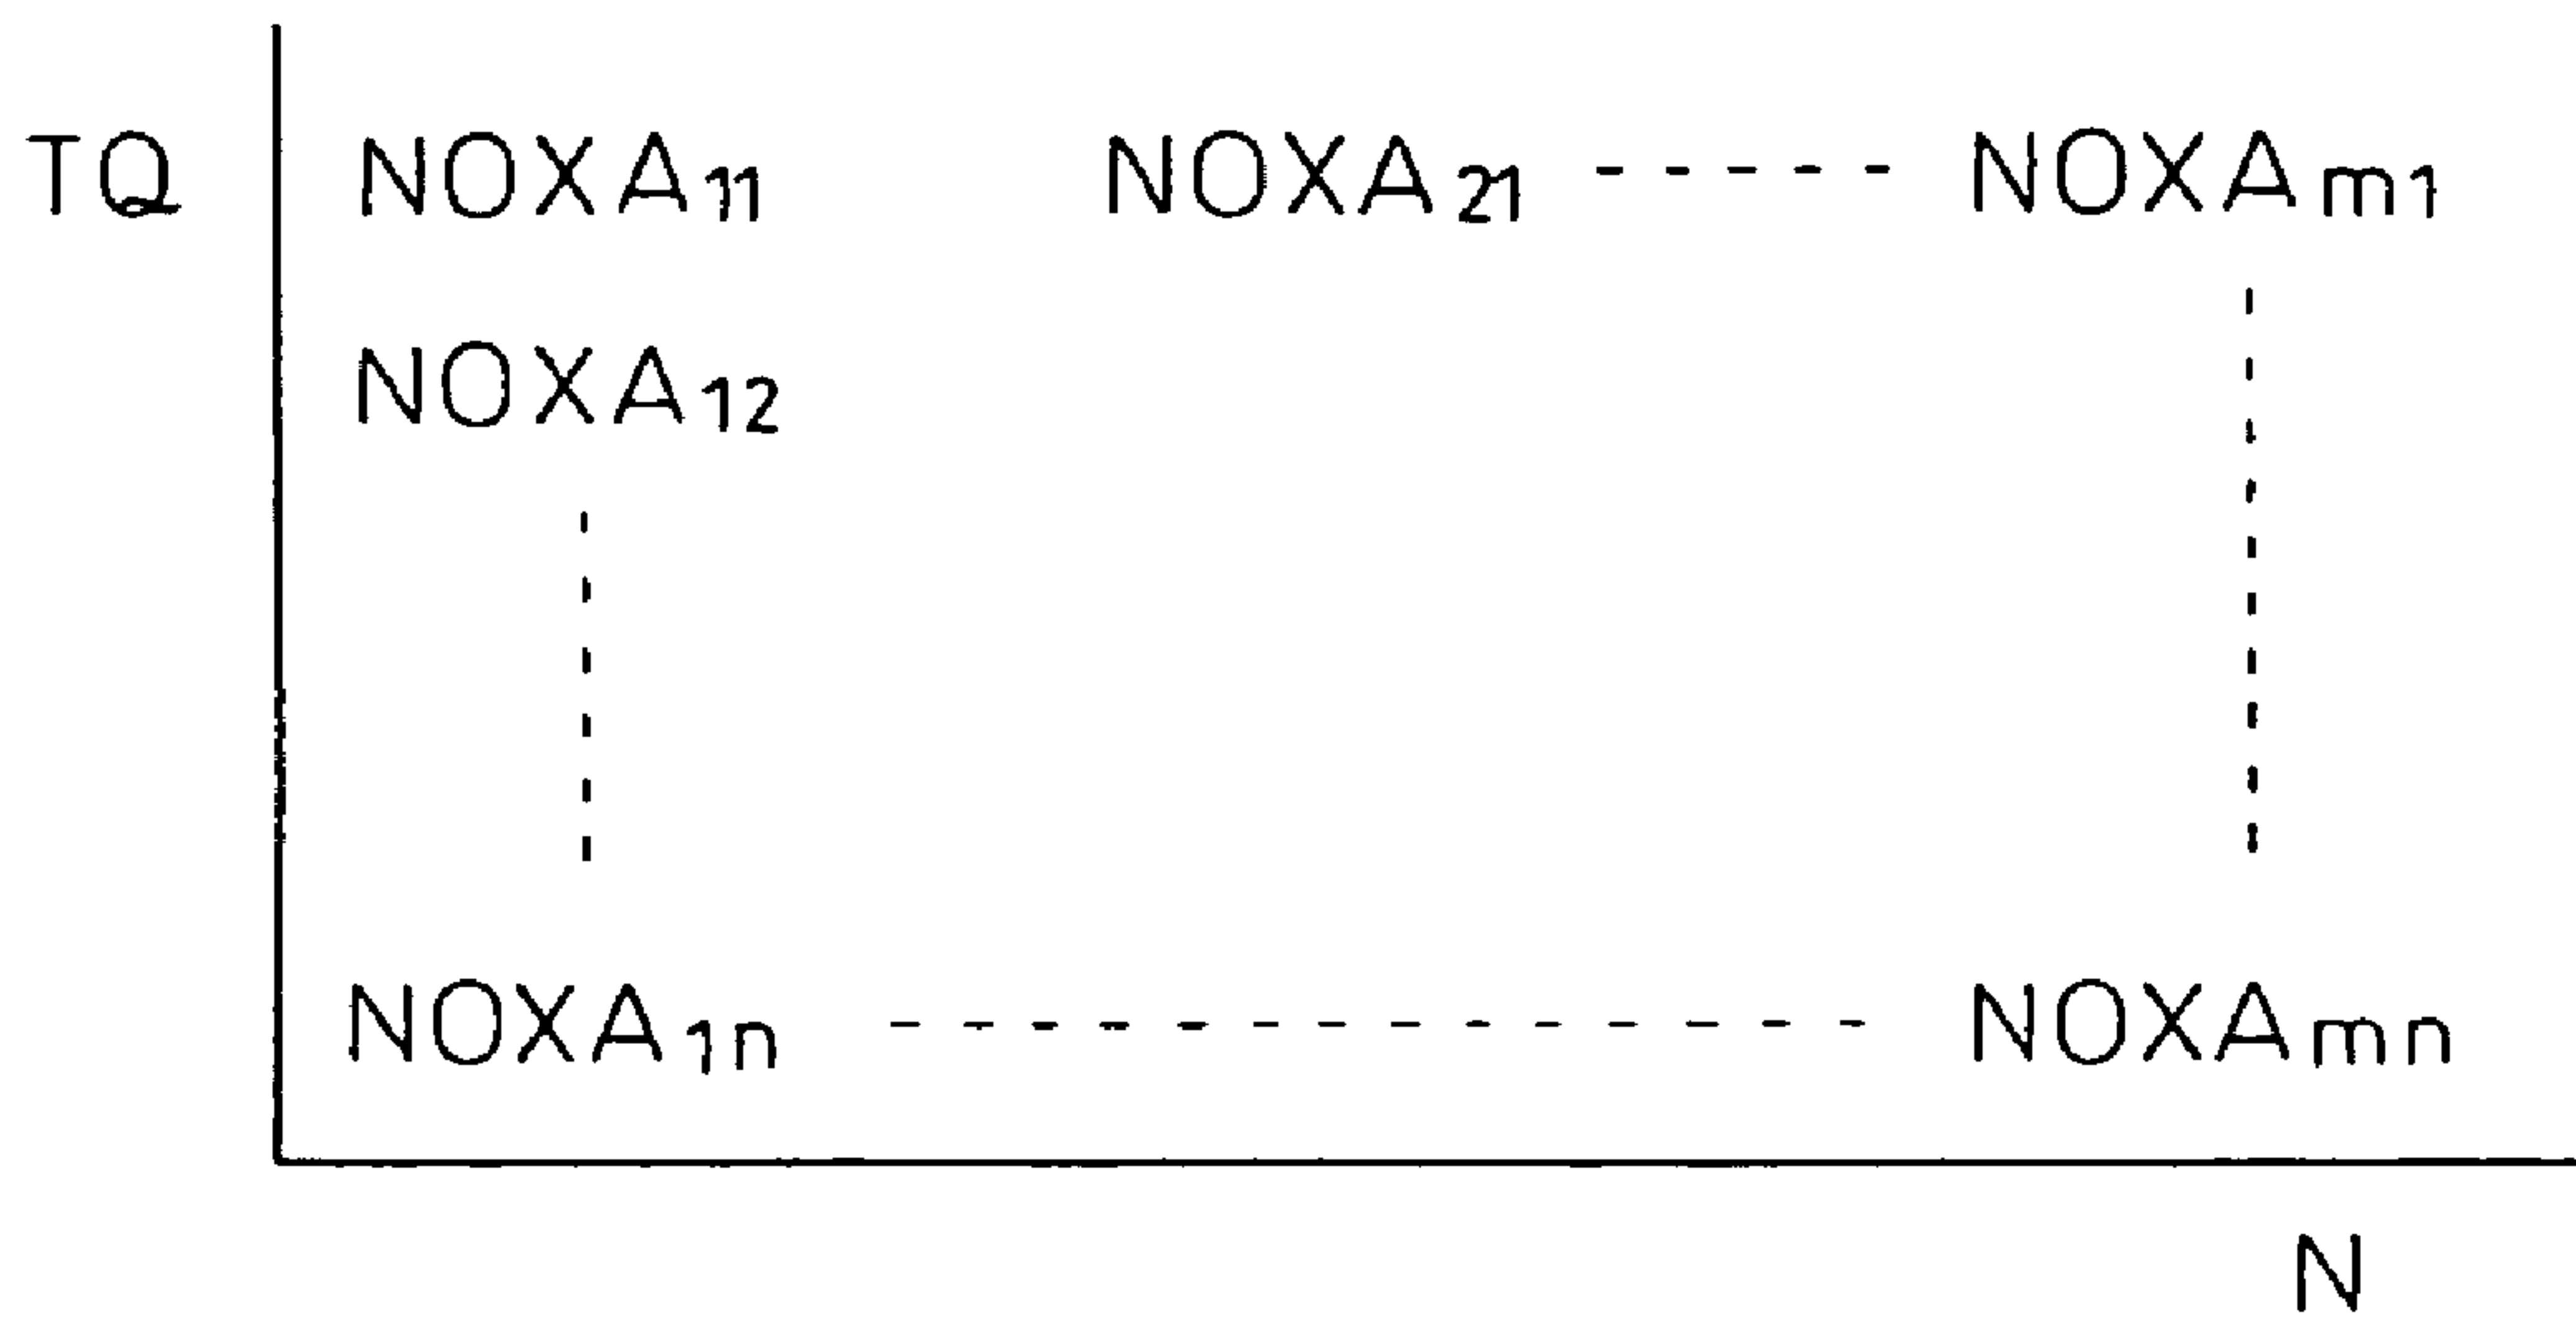 TQ NOXA₁₁ NOXA₂₁ ----- NOXAₘ₁
NOXA₁₂
NOXA₁ₙ -------------- NOXAₘₙ
N